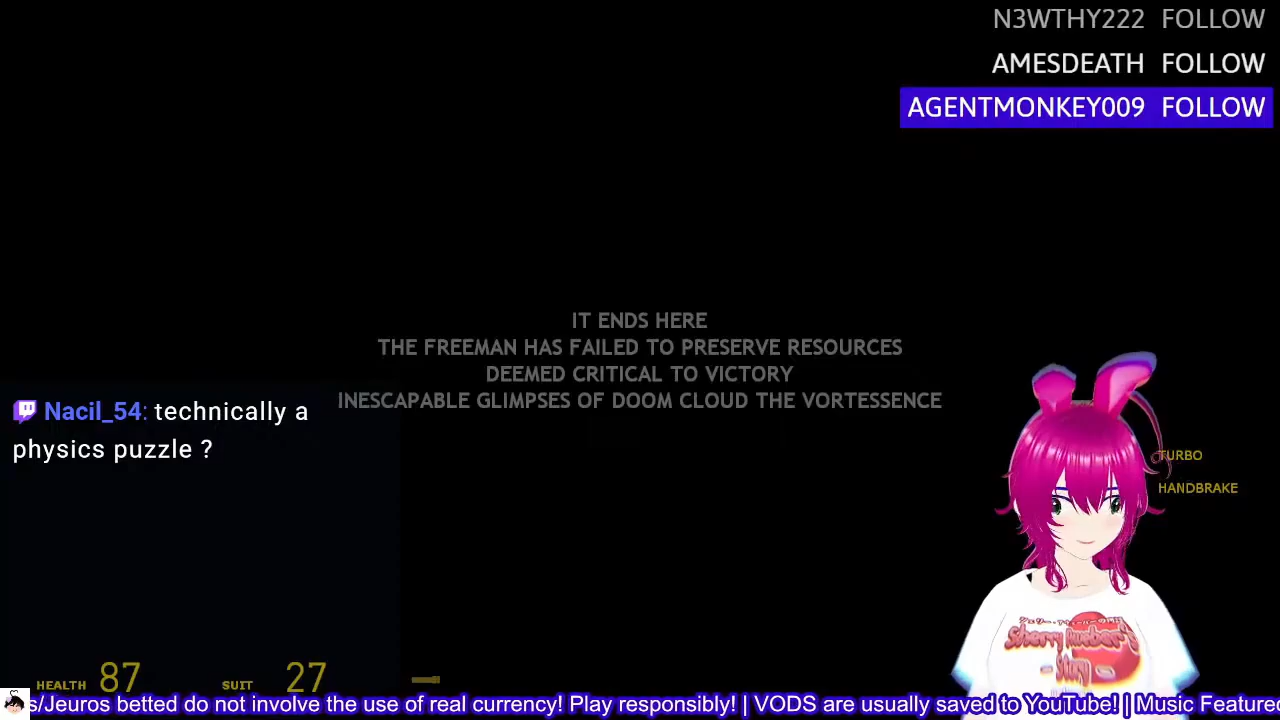 N3WTHY222 FOLLOW
AMESDEATH FOLLOW
AGENTMONKEY009 FOLLOW
IT ENDS HERE
THE FREEMAN HAS FAILED TO PRESERVE RESOURCES
DEEMED CRITICAL TO VICTORY
INESCAPABLE GLIMPSES OF DOOM CLOUD THE VORTESSENCE
Nacil_54: technically a
physics puzzle ?
TURBO
HANDBRAKE
Sherry
Story
HEALTH 87 SUIT 27
s/Jeuros betted do not involve the use of real currency! Play responsibly! | VODS are usually saved to YouTube! | Music Featured